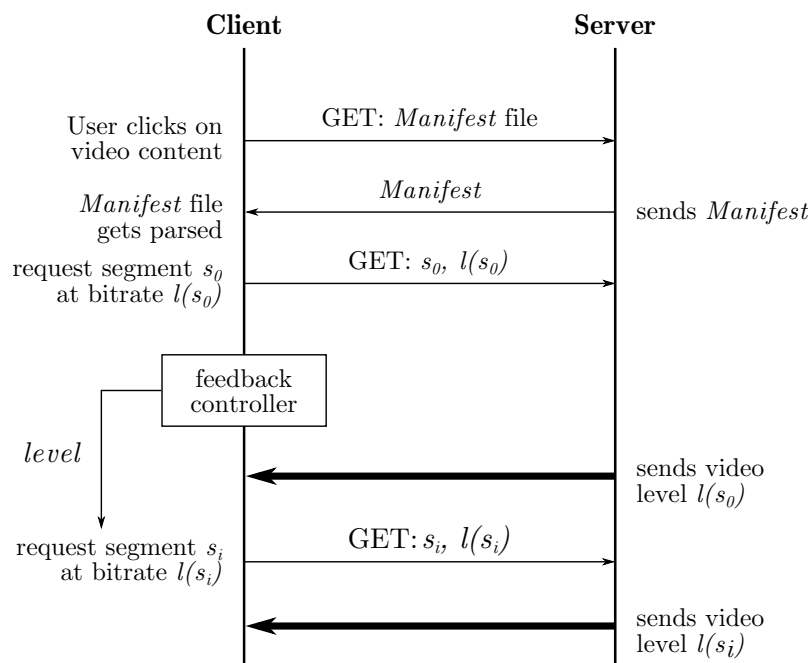 Client
Server
User clicks on
video content
GET: Manifest file
Manifest
Manifest file
gets parsed
sends Manifest
request segment s₀
at bitrate l(s₀)
GET: s₀, l(s₀)
feedback
controller
level
sends video
level l(s₀)
request segment sᵢ
at bitrate l(sᵢ)
GET: sᵢ, l(sᵢ)
sends video
level l(sᵢ)